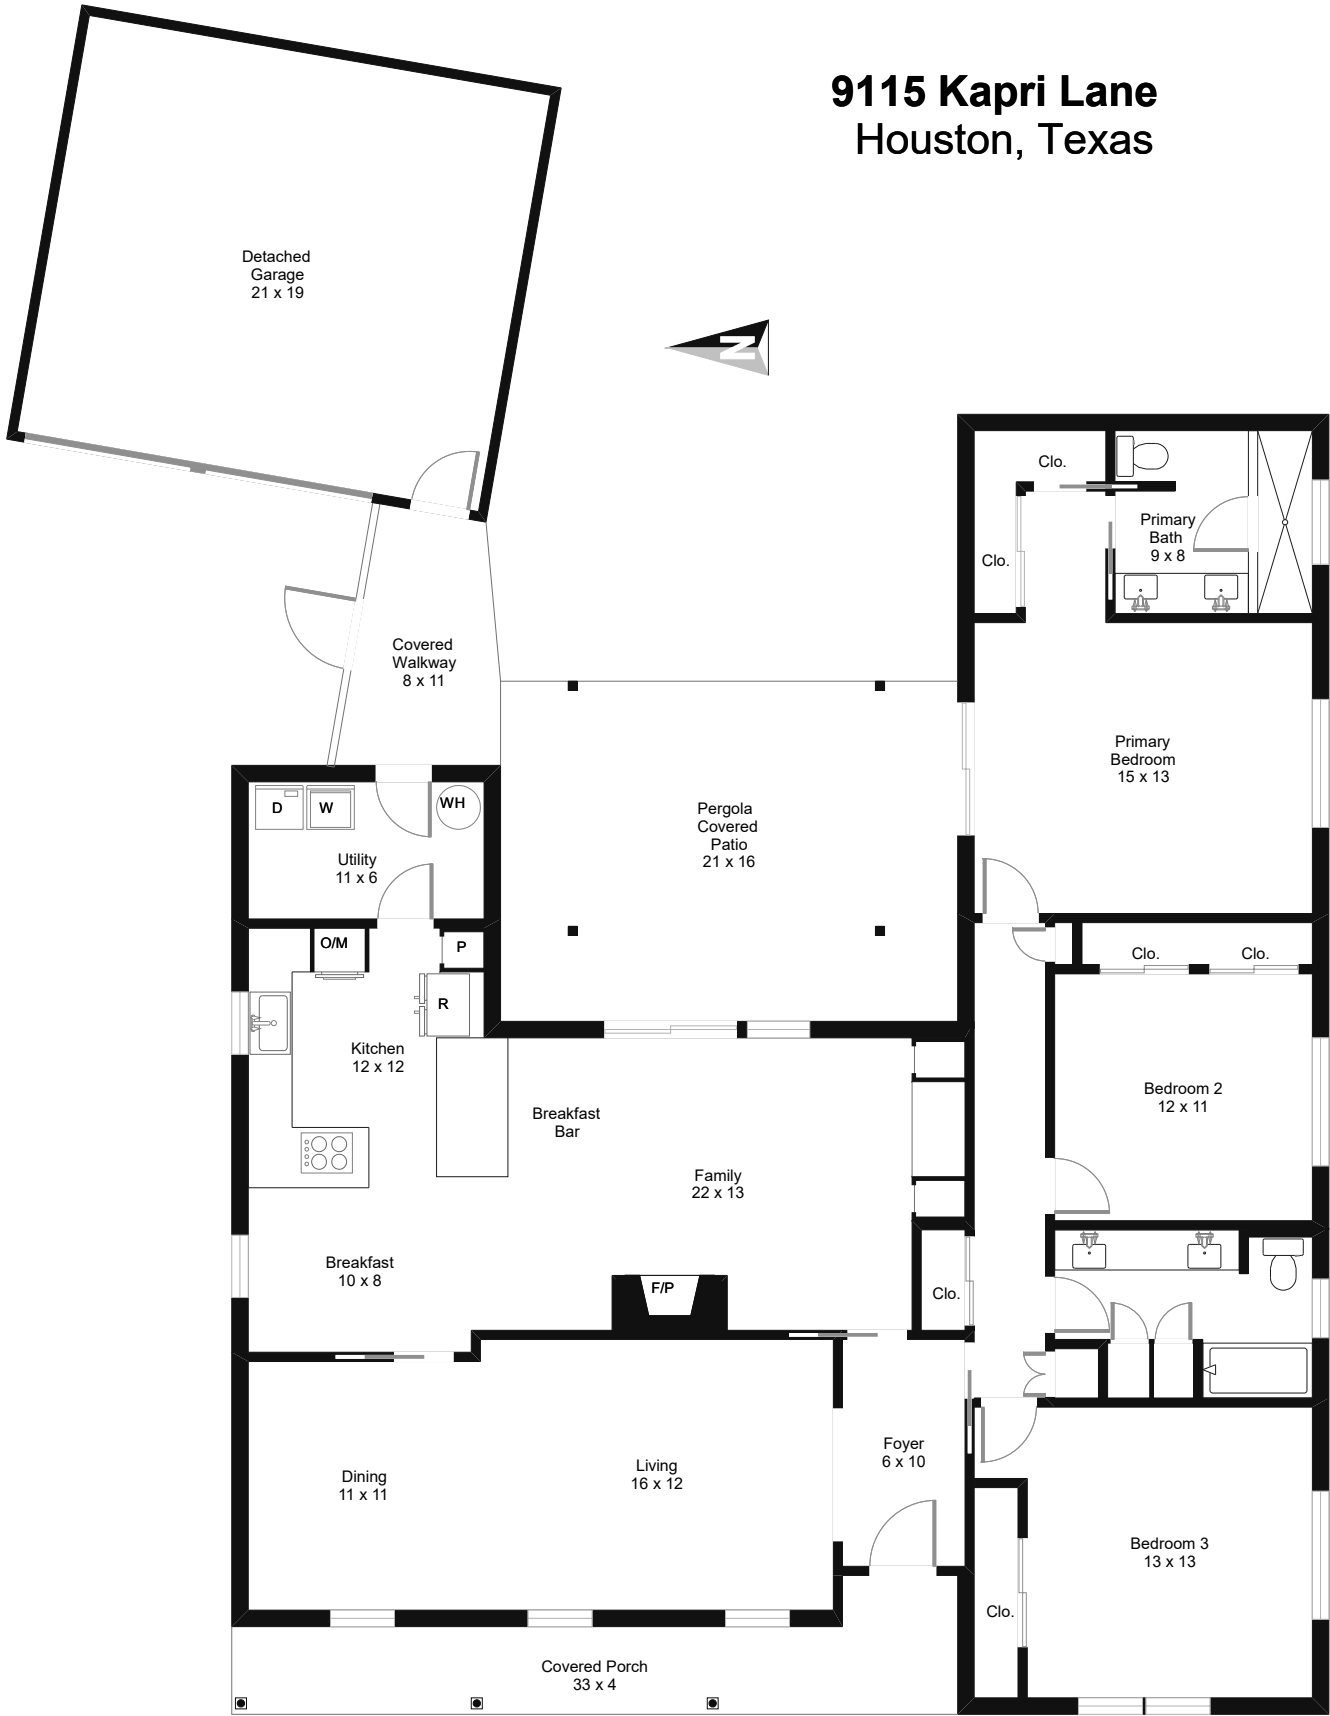 9115 Kapri Lane
Houston, Texas
Detached
Garage
21 x 19
N
Clo.
Primary
Bath
9 x 8
Clo.
Covered
Walkway
8 x 11
Primary
Bedroom
15 x 13
D
W
WH
Pergola
Covered
Patio
21 x 16
Utility
11 x 6
O/M
P
Clo.
Clo.
R
Kitchen
12 x 12
Bedroom 2
12 x 11
Breakfast
Bar
Family
22 x 13
Breakfast
10 x 8
F/P
Clo.
Foyer
6 x 10
Living
16 x 12
Dining
11 x 11
Bedroom 3
13 x 13
Clo.
Covered Porch
33 x 4